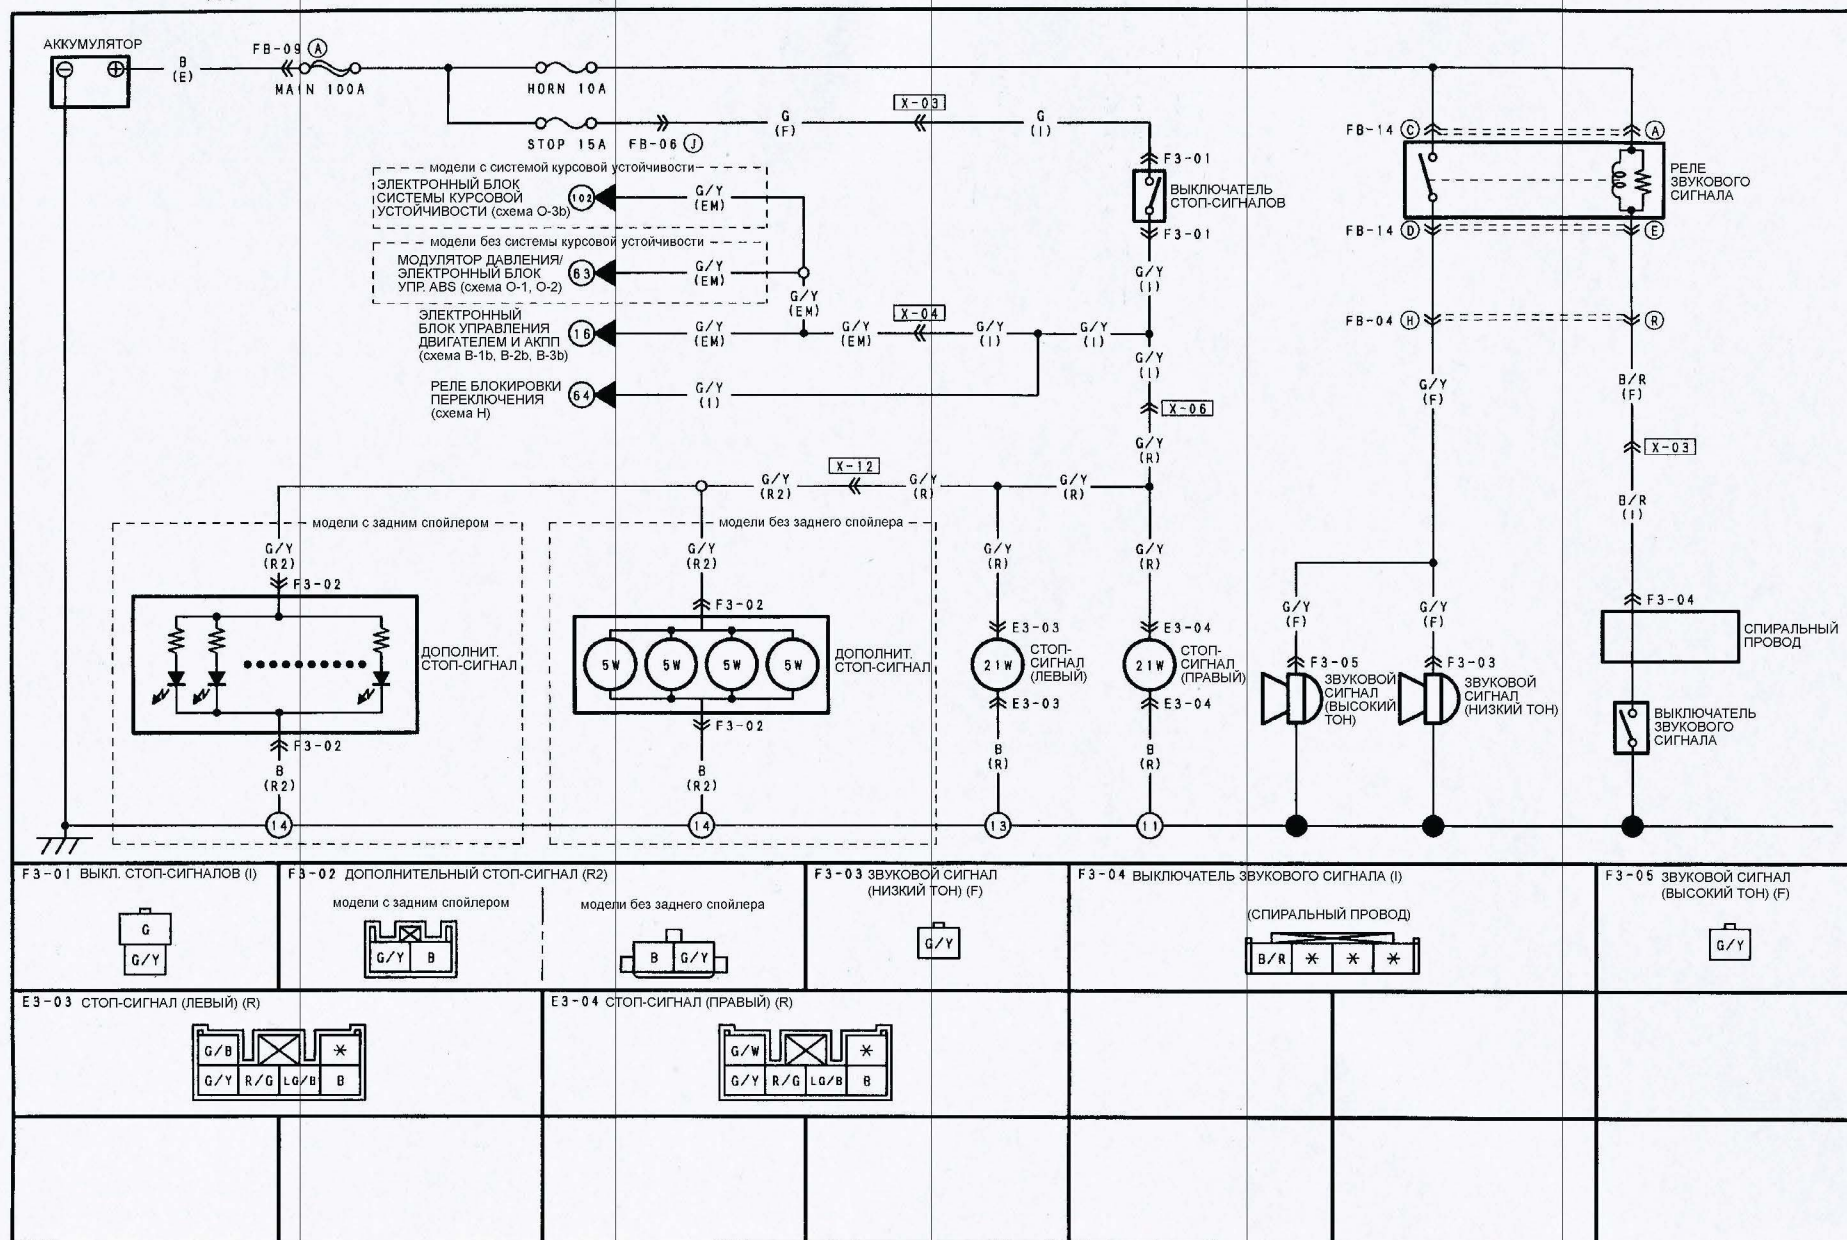 АККУМУЛЯТОР
B
(E)
FB-09 A
MAIN 100A
HORN 10A
STOP 15A
FB-06 J
G
(F)
X-03
G
(I)
F3-01
ВЫКЛЮЧАТЕЛЬ
СТОП-СИГНАЛОВ
F3-01
FB-14 C
A
РЕЛЕ
ЗВУКОВОГО
СИГНАЛА
FB-14 D
E
FB-04 H
R
модели с системой курсовой устойчивости
ЭЛЕКТРОННЫЙ БЛОК
СИСТЕМЫ КУРСОВОЙ
УСТОЙЧИВОСТИ (схема O-3b)
102
G/Y
(EM)
модели без системы курсовой устойчивости
МОДУЛЯТОР ДАВЛЕНИЯ/
ЭЛЕКТРОННЫЙ БЛОК
УПР. ABS (схема O-1, O-2)
63
G/Y
(EM)
G/Y
(EM)
ЭЛЕКТРОННЫЙ
БЛОК УПРАВЛЕНИЯ
ДВИГАТЕЛЕМ И АКПП
(схема B-1b, B-2b, B-3b)
16
G/Y
(EM)
G/Y
(EM)
X-04
G/Y
(I)
G/Y
(I)
G/Y
(I)
G/Y
(I)
РЕЛЕ БЛОКИРОВКИ
ПЕРЕКЛЮЧЕНИЯ
(схема H)
64
G/Y
(I)
X-06
G/Y
(R)
G/Y
(F)
B/R
(F)
X-03
B/R
(I)
G/Y
(R2)
X-12
G/Y
(R)
G/Y
(R)
модели с задним спойлером
G/Y
(R2)
F3-02
ДОПОЛНИТ.
СТОП-СИГНАЛ
F3-02
B
(R2)
14
модели без заднего спойлера
G/Y
(R2)
F3-02
5W
5W
5W
5W
ДОПОЛНИТ.
СТОП-СИГНАЛ
F3-02
B
(R2)
14
G/Y
(R)
E3-03
21W
СТОП-
СИГНАЛ
(ЛЕВЫЙ)
E3-03
B
(R)
13
G/Y
(R)
E3-04
21W
СТОП-
СИГНАЛ
(ПРАВЫЙ)
E3-04
B
(R)
11
G/Y
(F)
F3-05
ЗВУКОВОЙ
СИГНАЛ
(ВЫСОКИЙ
ТОН)
G/Y
(F)
F3-03
ЗВУКОВОЙ
СИГНАЛ
(НИЗКИЙ ТОН)
F3-04
СПИРАЛЬНЫЙ
ПРОВОД
ВЫКЛЮЧАТЕЛЬ
ЗВУКОВОГО
СИГНАЛА
F3-01 ВЫКЛ. СТОП-СИГНАЛОВ (I)
G
G/Y
F3-02 ДОПОЛНИТЕЛЬНЫЙ СТОП-СИГНАЛ (R2)
модели с задним спойлером
G/Y B
модели без заднего спойлера
B G/Y
F3-03 ЗВУКОВОЙ СИГНАЛ
(НИЗКИЙ ТОН) (F)
G/Y
F3-04 ВЫКЛЮЧАТЕЛЬ ЗВУКОВОГО СИГНАЛА (I)
(СПИРАЛЬНЫЙ ПРОВОД)
B/R * * *
F3-05 ЗВУКОВОЙ СИГНАЛ
(ВЫСОКИЙ ТОН) (F)
G/Y
E3-03 СТОП-СИГНАЛ (ЛЕВЫЙ) (R)
G/B *
G/Y R/G LG/B B
E3-04 СТОП-СИГНАЛ (ПРАВЫЙ) (R)
G/W *
G/Y R/G LG/B B